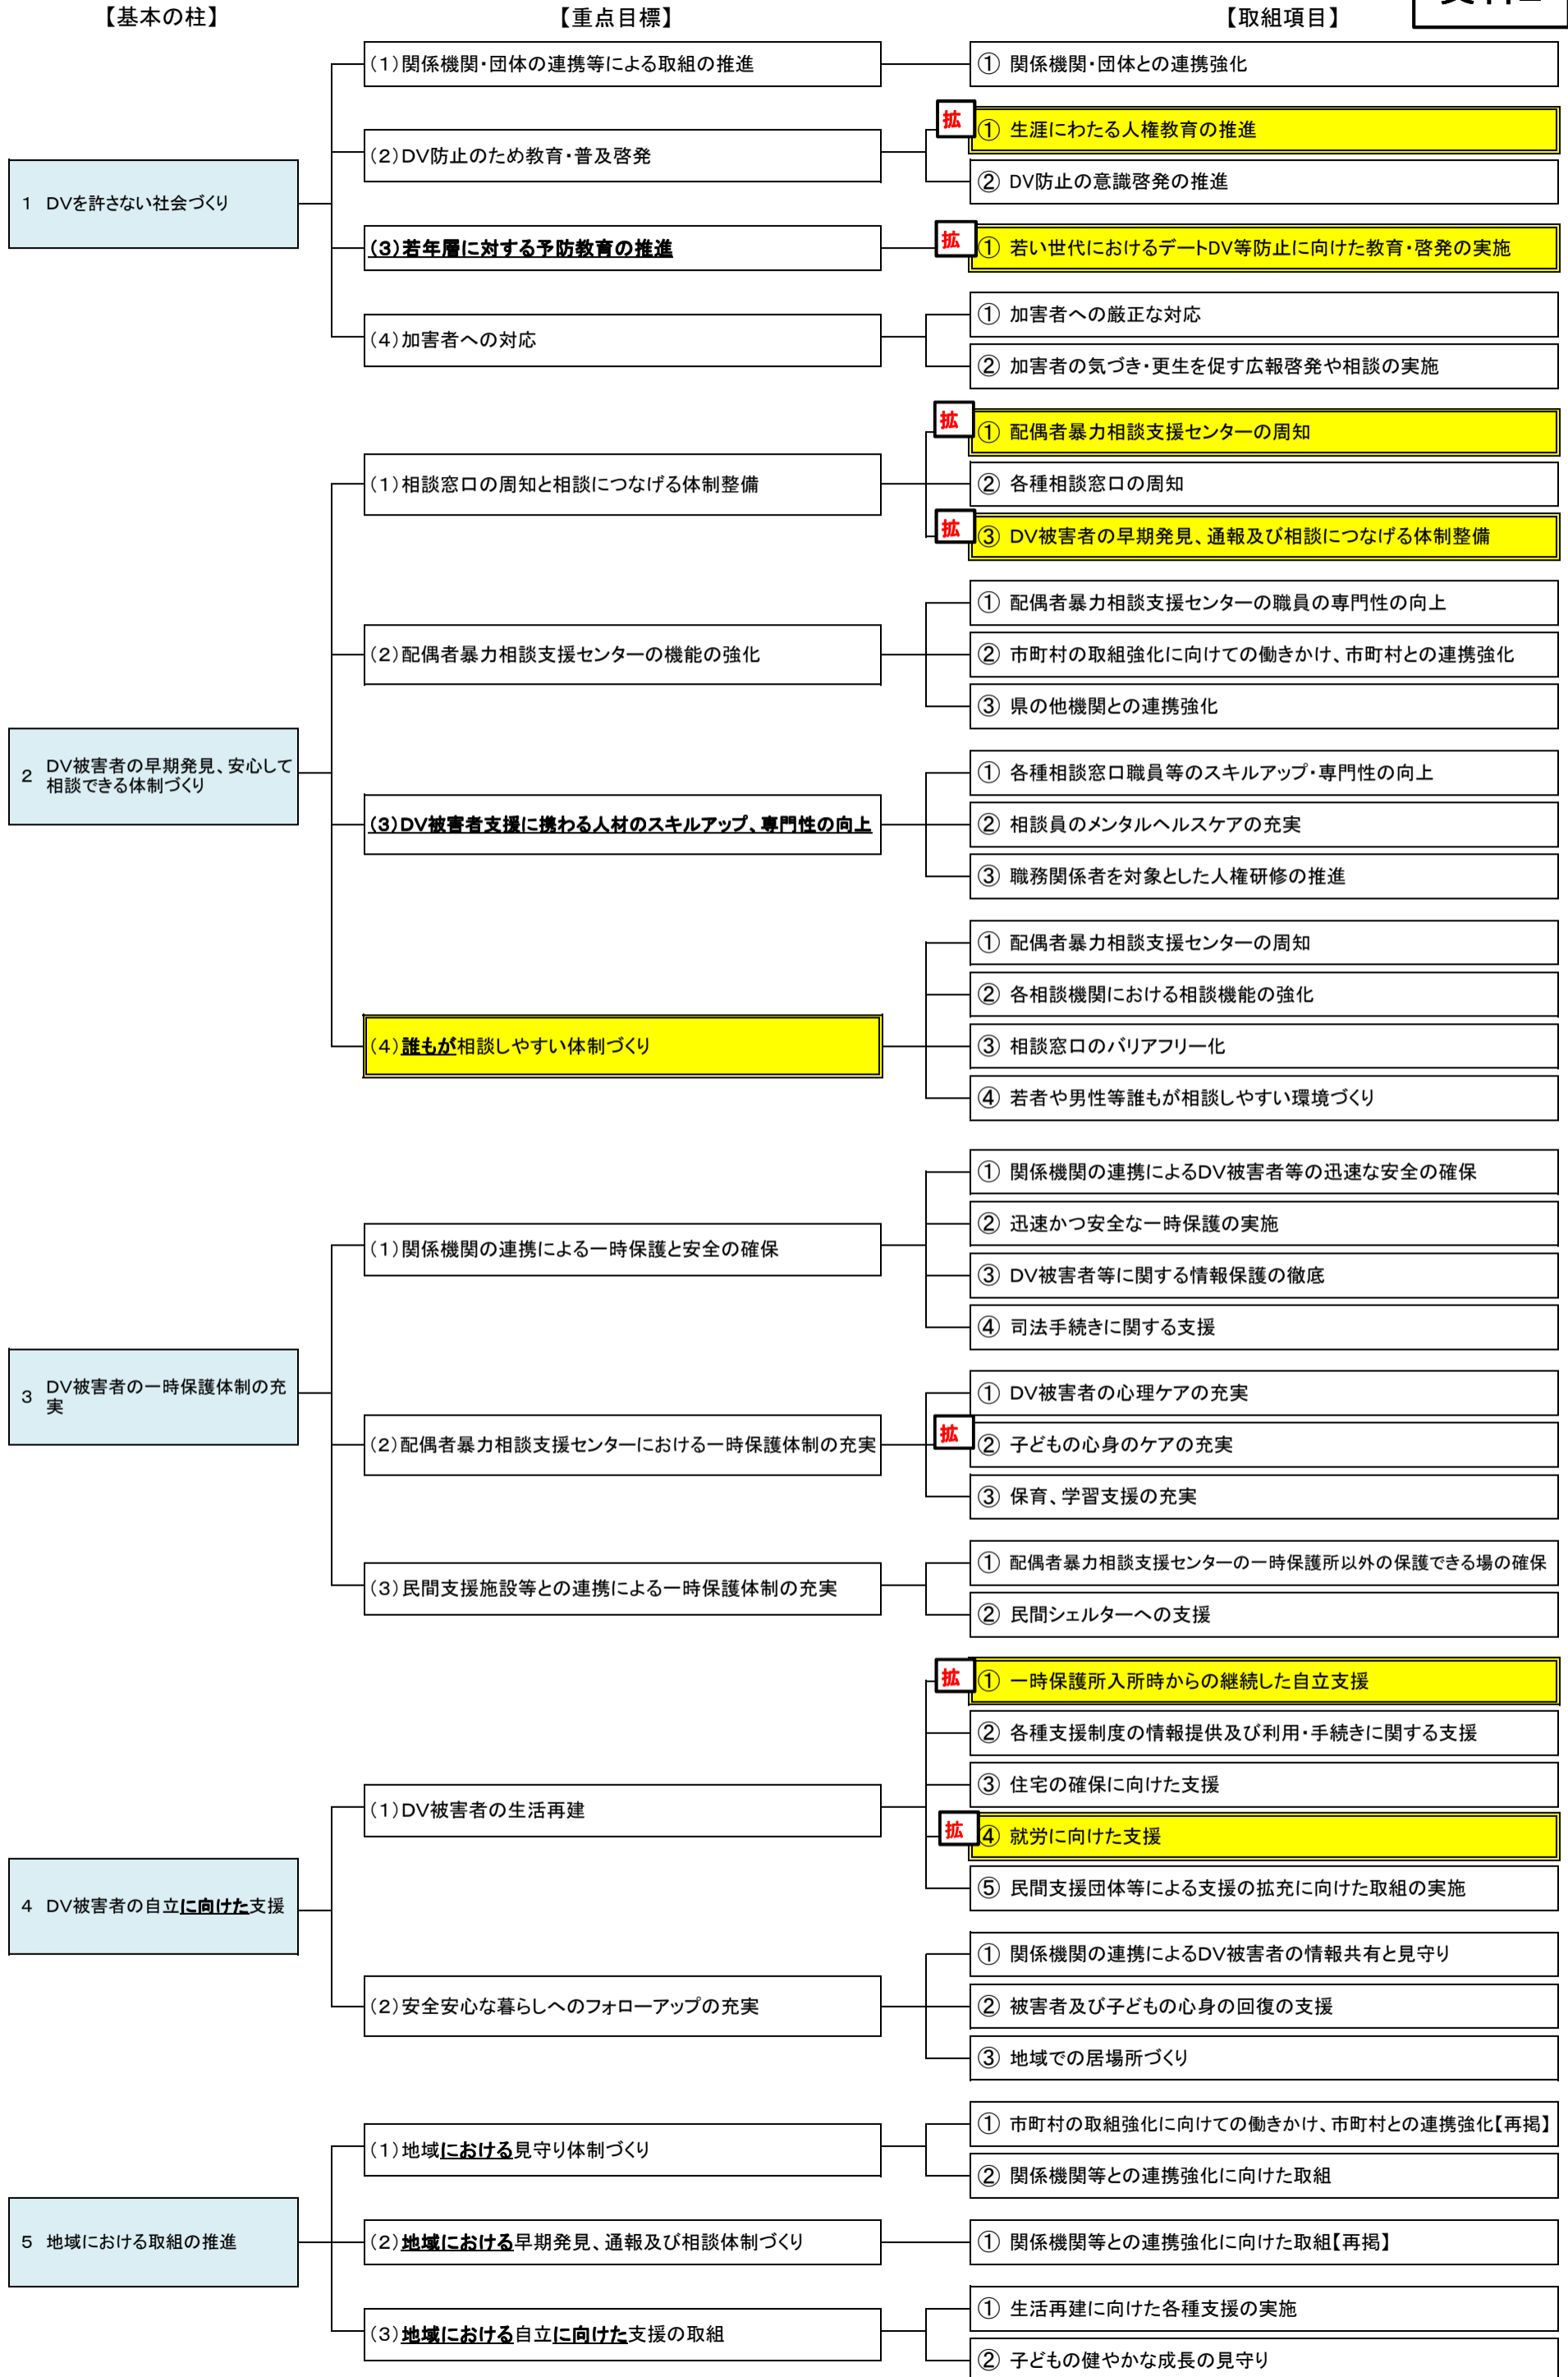 【基本の柱】
【重点目標】
【取組項目】
1 DVを許さない社会づくり
(1)関係機関・団体の連携等による取組の推進
① 関係機関・団体との連携強化
(2)DV防止のため教育・普及啓発
拡
① 生涯にわたる人権教育の推進
② DV防止の意識啓発の推進
(3)若年層に対する予防教育の推進
拡
① 若い世代におけるデートDV等防止に向けた教育・啓発の実施
(4)加害者への対応
① 加害者への厳正な対応
② 加害者の気づき・更生を促す広報啓発や相談の実施
2 DV被害者の早期発見、安心して
相談できる体制づくり
(1)相談窓口の周知と相談につなげる体制整備
拡
① 配偶者暴力相談支援センターの周知
② 各種相談窓口の周知
拡
③ DV被害者の早期発見、通報及び相談につなげる体制整備
(2)配偶者暴力相談支援センターの機能の強化
① 配偶者暴力相談支援センターの職員の専門性の向上
② 市町村の取組強化に向けての働きかけ、市町村との連携強化
③ 県の他機関との連携強化
(3)DV被害者支援に携わる人材のスキルアップ、専門性の向上
① 各種相談窓口職員等のスキルアップ・専門性の向上
② 相談員のメンタルヘルスケアの充実
③ 職務関係者を対象とした人権研修の推進
(4)誰もが相談しやすい体制づくり
① 配偶者暴力相談支援センターの周知
② 各相談機関における相談機能の強化
③ 相談窓口のバリアフリー化
④ 若者や男性等誰もが相談しやすい環境づくり
3 DV被害者の一時保護体制の充
実
(1)関係機関の連携による一時保護と安全の確保
① 関係機関の連携によるDV被害者等の迅速な安全の確保
② 迅速かつ安全な一時保護の実施
③ DV被害者等に関する情報保護の徹底
④ 司法手続きに関する支援
(2)配偶者暴力相談支援センターにおける一時保護体制の充実
① DV被害者の心理ケアの充実
拡
② 子どもの心身のケアの充実
③ 保育、学習支援の充実
(3)民間支援施設等との連携による一時保護体制の充実
① 配偶者暴力相談支援センターの一時保護所以外の保護できる場の確保
② 民間シェルターへの支援
4 DV被害者の自立に向けた支援
(1)DV被害者の生活再建
拡
① 一時保護所入所時からの継続した自立支援
② 各種支援制度の情報提供及び利用・手続きに関する支援
③ 住宅の確保に向けた支援
拡
④ 就労に向けた支援
⑤ 民間支援団体等による支援の拡充に向けた取組の実施
(2)安全安心な暮らしへのフォローアップの充実
① 関係機関の連携によるDV被害者の情報共有と見守り
② 被害者及び子どもの心身の回復の支援
③ 地域での居場所づくり
5 地域における取組の推進
(1)地域における見守り体制づくり
① 市町村の取組強化に向けての働きかけ、市町村との連携強化【再掲】
② 関係機関等との連携強化に向けた取組
(2)地域における早期発見、通報及び相談体制づくり
① 関係機関等との連携強化に向けた取組【再掲】
(3)地域における自立に向けた支援の取組
① 生活再建に向けた各種支援の実施
② 子どもの健やかな成長の見守り